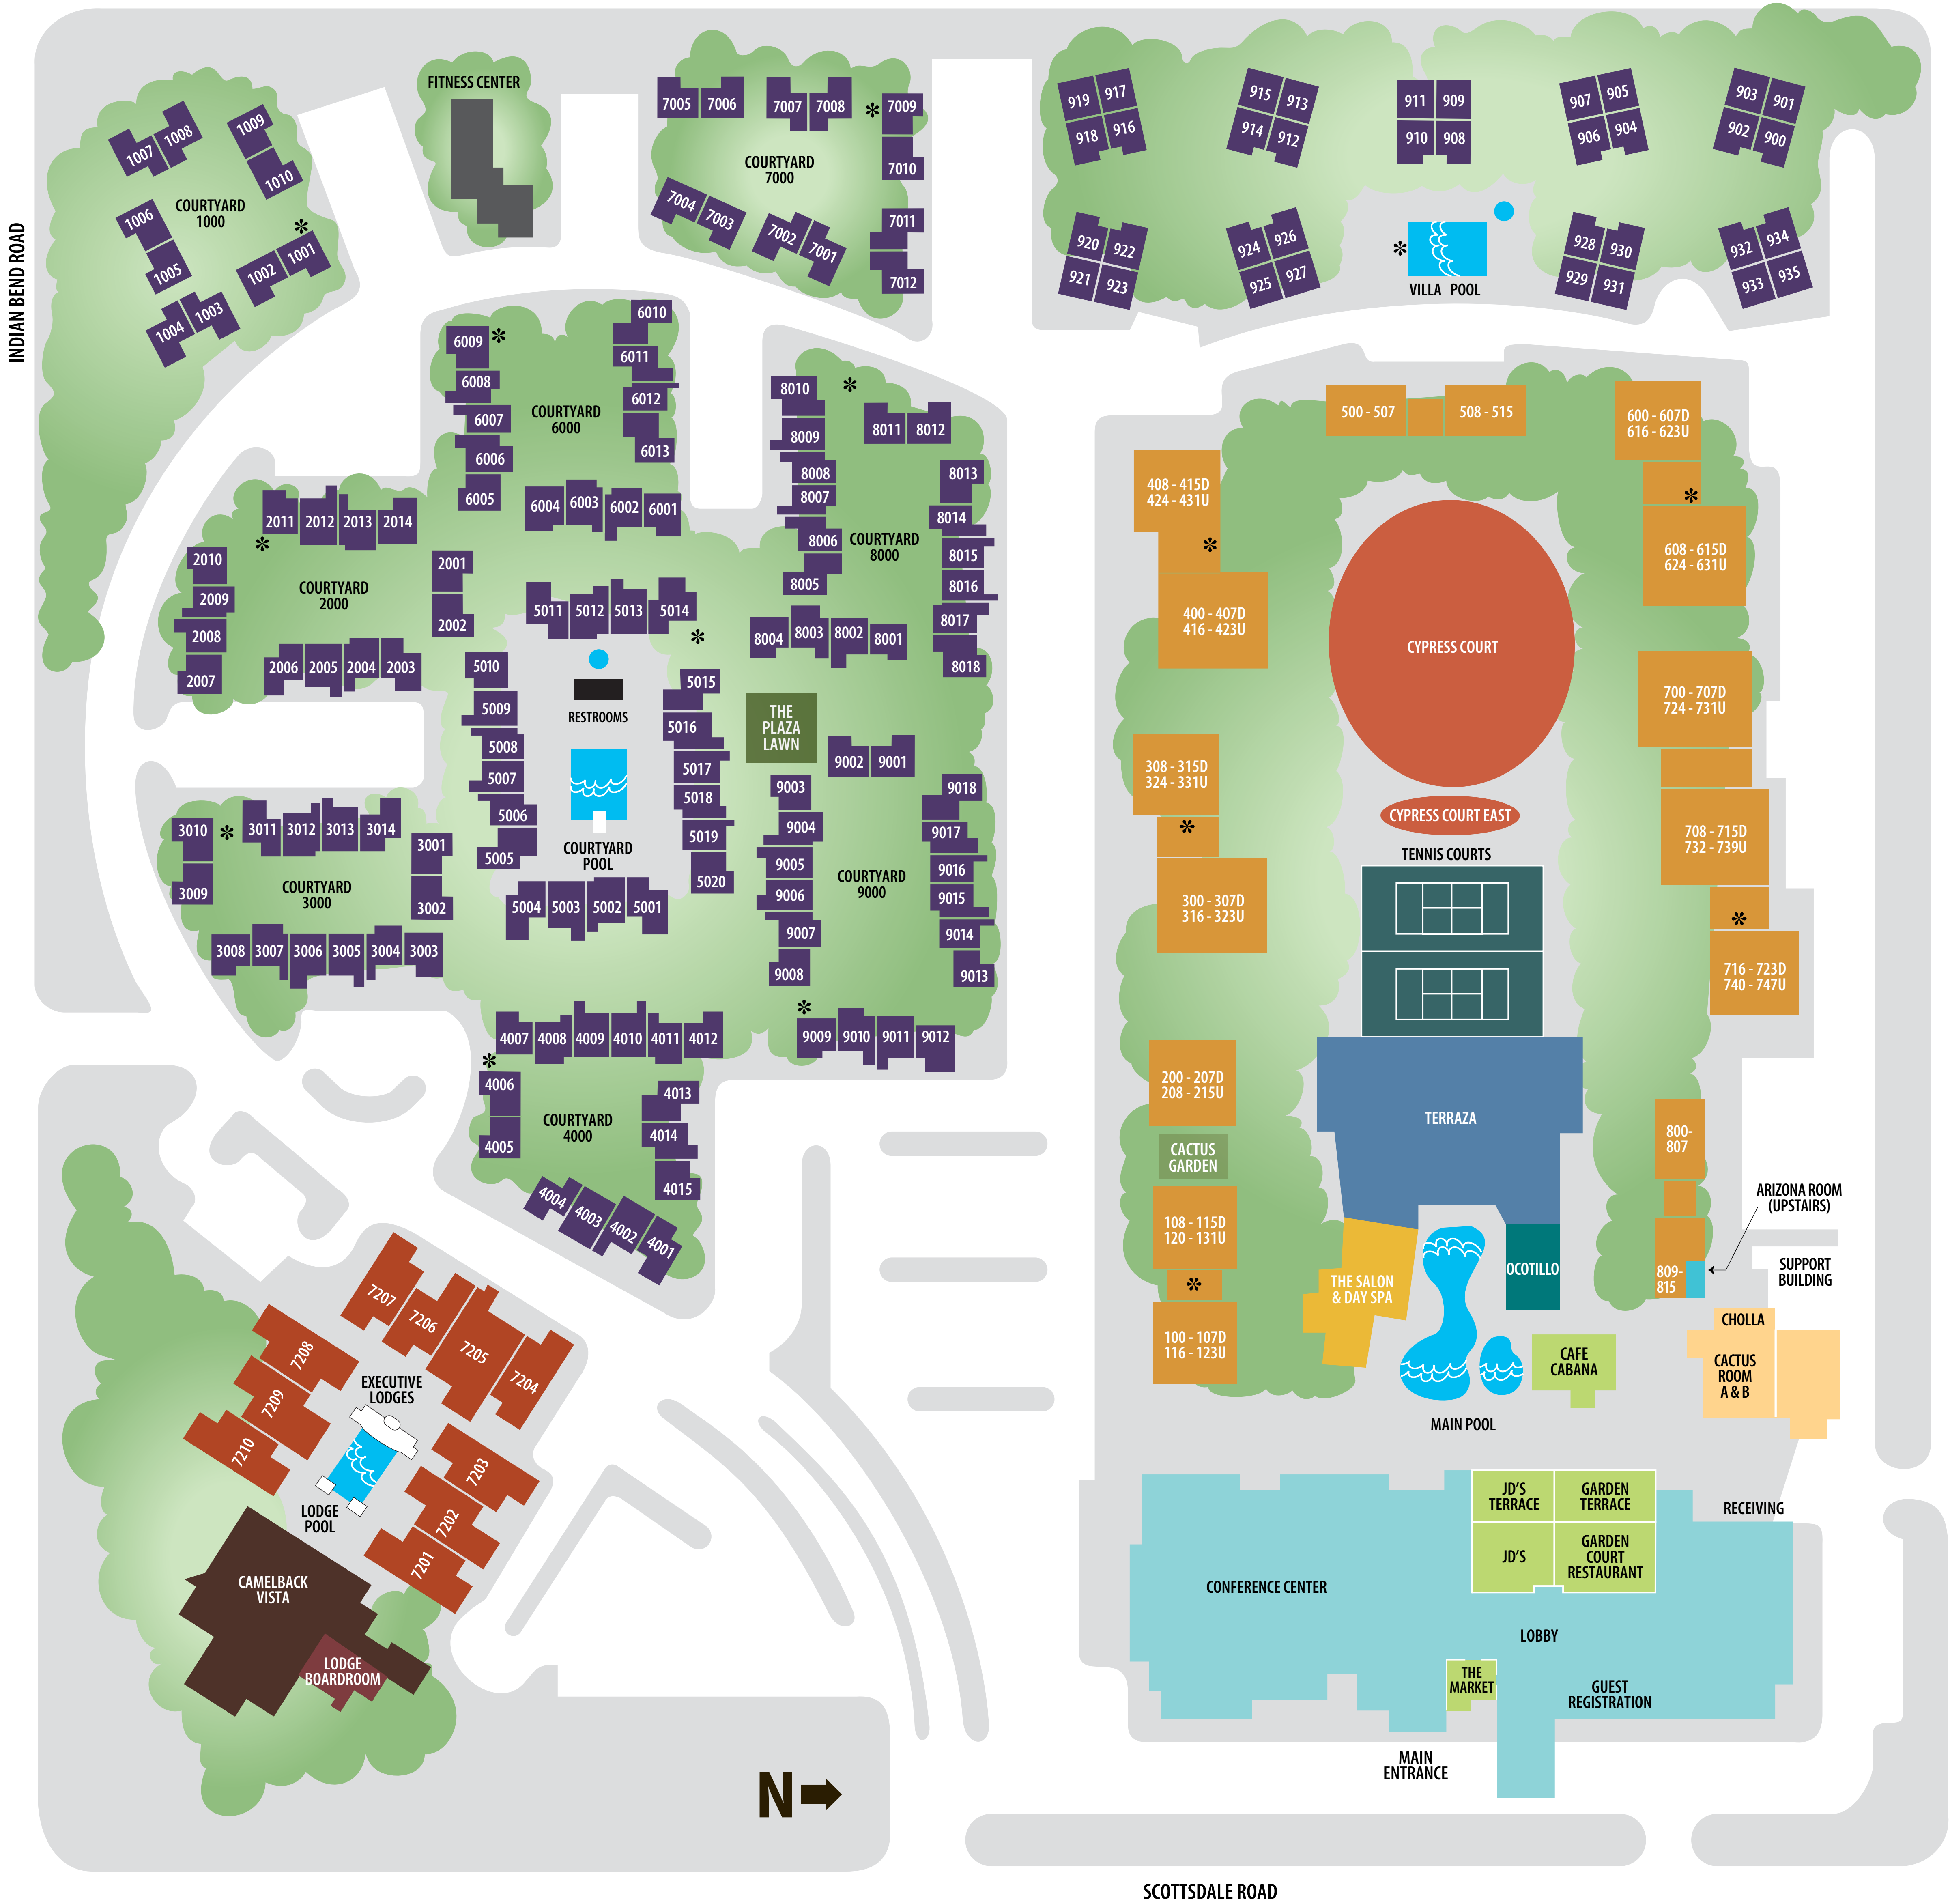 INDIAN BEND ROAD
1007
1008
1009
1010
COURTYARD
1000
1006
1005
*
1001
1002
1003
1004
FITNESS CENTER
7005
7006
7007
7008
*
7009
7010
COURTYARD
7000
7004
7003
7002
7001
7011
7012
919
917
918
916
915
913
914
912
911
909
910
908
907
905
906
904
903
901
902
900
920
922
921
923
924
926
925
927
*
VILLA POOL
928
930
929
931
932
934
933
935
6009
*
6008
6007
6006
6005
COURTYARD
6000
6010
6011
6012
6013
6004
6003
6002
6001
8010
*
8009
8008
8007
8006
8005
8011
8012
COURTYARD
8000
8013
8014
8015
8016
8017
8018
8004
8003
8002
8001
2011
2012
2013
2014
*
2010
2009
2008
2007
COURTYARD
2000
2001
2002
2006
2005
2004
2003
5011
5012
5013
5014
*
5010
5009
5008
5007
5006
5005
RESTROOMS
COURTYARD
POOL
5015
5016
5017
5018
5019
5020
5004
5003
5002
5001
THE
PLAZA
LAWN
9002
9001
9003
9004
9005
9006
9007
9008
COURTYARD
9000
9018
9017
9016
9015
9014
9013
*
9009
9010
9011
9012
3010
*
3009
3011
3012
3013
3014
COURTYARD
3000
3001
3002
3008
3007
3006
3005
3004
3003
4007
4008
4009
4010
4011
4012
*
4006
4005
COURTYARD
4000
4013
4014
4015
4004
4003
4002
4001
500 - 507
508 - 515
600 - 607D
616 - 623U
*
608 - 615D
624 - 631U
408 - 415D
424 - 431U
*
400 - 407D
416 - 423U
CYPRESS COURT
700 - 707D
724 - 731U
308 - 315D
324 - 331U
*
300 - 307D
316 - 323U
CYPRESS COURT EAST
TENNIS COURTS
708 - 715D
732 - 739U
*
716 - 723D
740 - 747U
200 - 207D
208 - 215U
CACTUS
GARDEN
TERRAZA
800-
807
ARIZONA ROOM
(UPSTAIRS)
108 - 115D
120 - 131U
*
100 - 107D
116 - 123U
THE SALON
& DAY SPA
OCOTILLO
809-
815
SUPPORT
BUILDING
CHOLLA
CACTUS
ROOM
A & B
CAFE
CABANA
MAIN POOL
7207
7206
7205
7204
7208
7209
7210
EXECUTIVE
LODGES
7203
7202
7201
LODGE
POOL
CAMELBACK
VISTA
LODGE
BOARDROOM
JD'S
TERRACE
GARDEN
TERRACE
RECEIVING
JD'S
GARDEN
COURT
RESTAURANT
CONFERENCE CENTER
LOBBY
THE
MARKET
GUEST
REGISTRATION
MAIN
ENTRANCE
N
SCOTTSDALE ROAD